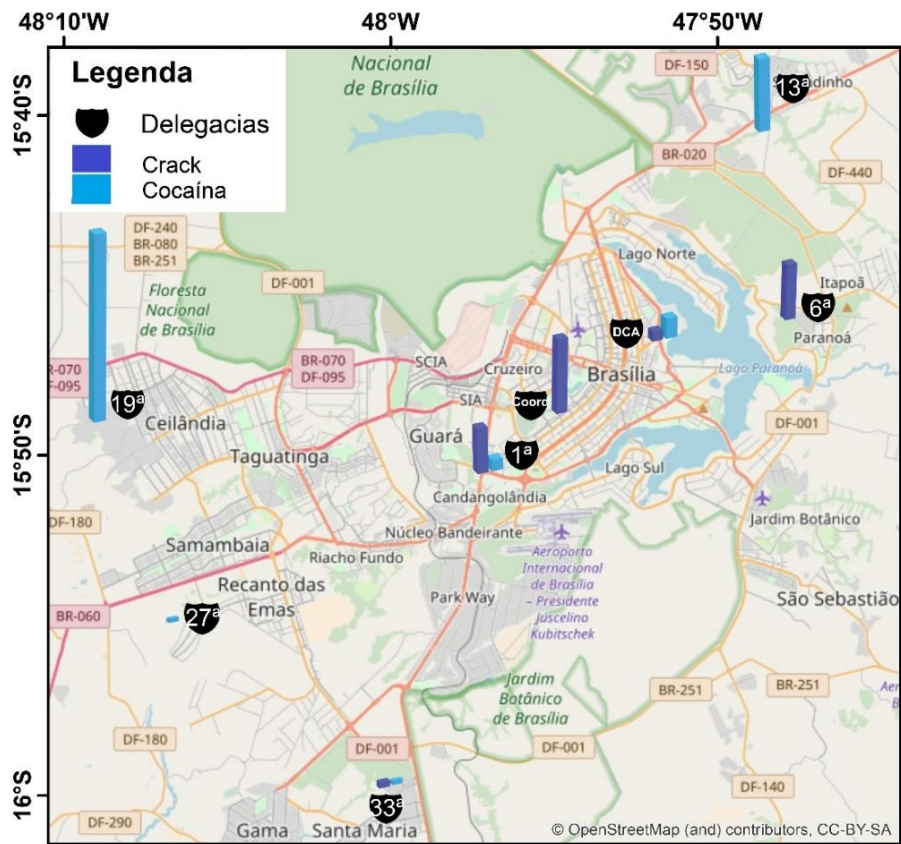 48°10'W 48°W 47°50'W
15°40'S
15°50'S
16°S
Legenda
Delegacias
Crack
Cocaína
Nacional
de Brasília
DF-150
13ª
BR-020
DF-440
DF-240
BR-080
BR-251
DF-001
Floresta
Nacional
de Brasília
Lago Norte
Itapoã
6ª
Paranoá
DCA
BR-070
DF-095
SCIA
Cruzeiro
Brasília
Lago Paranoá
19ª
Ceilândia
SIA
Coord
Guará
1ª
DF-001
Taguatinga
Lago Sul
Candangolândia
DF-180
Jardim Botânico
Samambaia
Núcleo Bandeirante
Riacho Fundo
Aeroporto
Internacional
de Brasília
– Presidente
Juscelino
Kubitschek
Recanto das
Emas
Park Way
São Sebastião
BR-060
27ª
Jardim
Botânico
de Brasília
BR-251
BR-251
DF-180
DF-001
DF-001
33ª
DF-140
DF-290
Gama
Santa Maria
© OpenStreetMap (and) contributors, CC-BY-SA